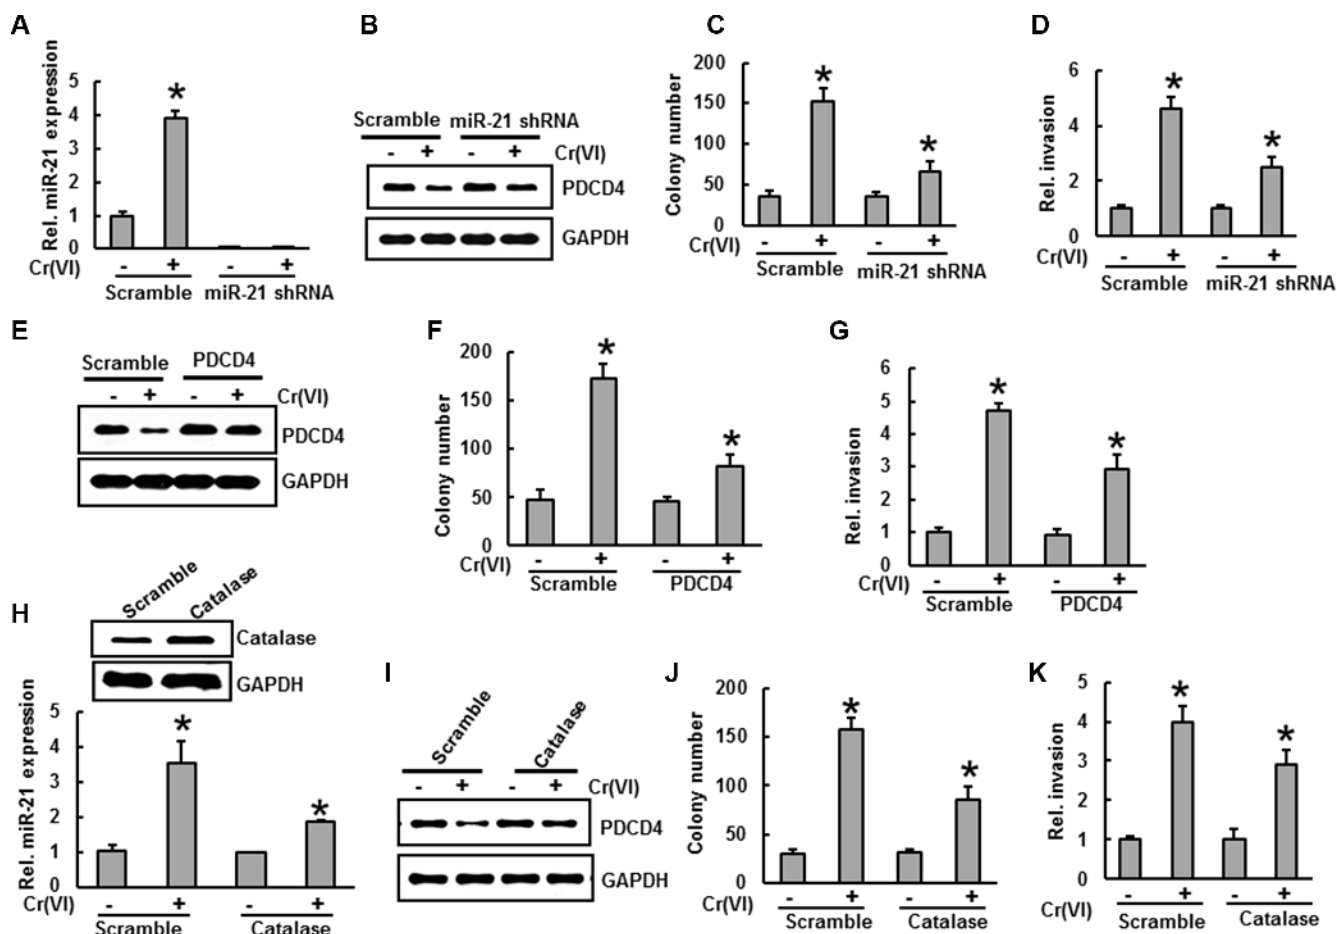 A
Rel. miR-21 expression
5
4
3
2
1
0
*
Cr(VI) - + - +
Scramble miR-21 shRNA
B
Scramble miR-21 shRNA
- + - + Cr(VI)
PDCD4
GAPDH
C
Colony number
200
150
100
50
0
* *
Cr(VI) - + - +
Scramble miR-21 shRNA
D
Rel. invasion
6
4
2
0
* *
Cr(VI) - + - +
Scramble miR-21 shRNA
E
Scramble PDCD4
- + - + Cr(VI)
PDCD4
GAPDH
F
Colony number
200
150
100
50
0
* *
Cr(VI) - + - +
Scramble PDCD4
G
Rel. invasion
6
5
4
3
2
1
0
* *
Cr(VI) - + - +
Scramble PDCD4
H
Scramble Catalase
Catalase
GAPDH
Rel. miR-21 expression
5
4
3
2
1
0
* *
Cr(VI) - + - +
Scramble Catalase
I
Scramble Catalase
- + - + Cr(VI)
PDCD4
GAPDH
J
Colony number
200
150
100
50
0
* *
Cr(VI) - + - +
Scramble Catalase
K
Rel. invasion
5
4
3
2
1
0
* *
Cr(VI) - + - +
Scramble Catalase